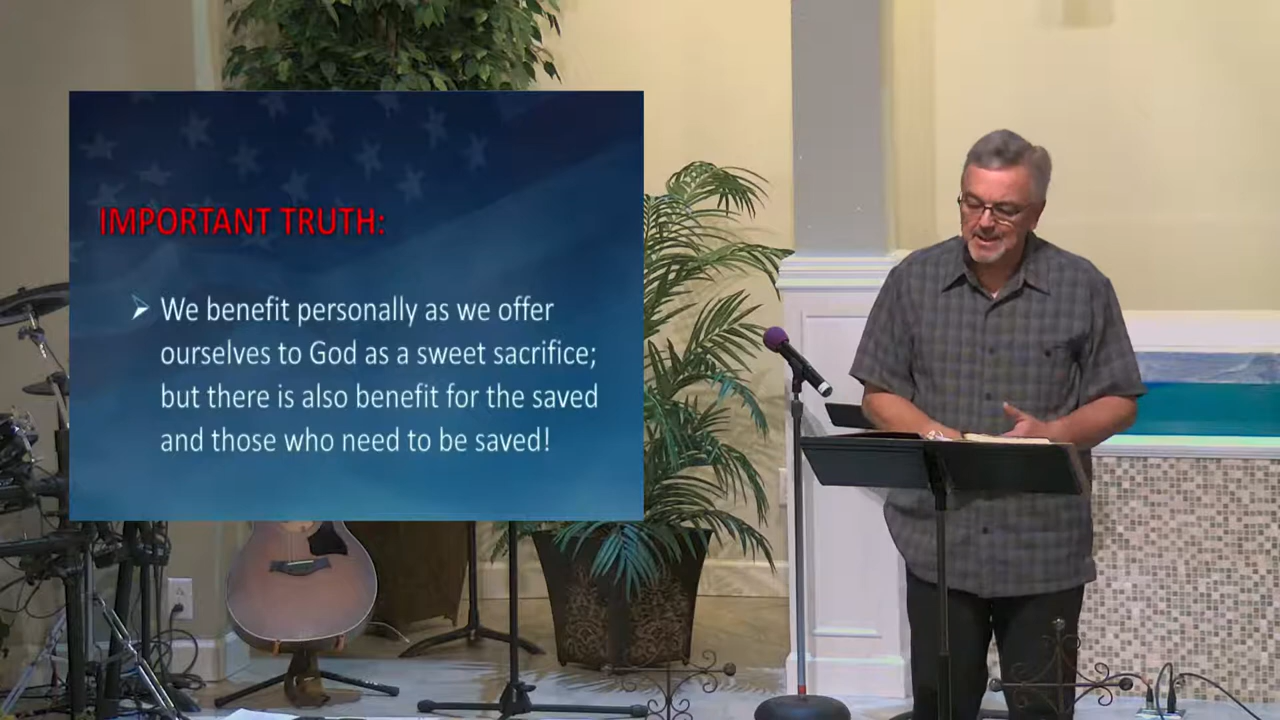 IMPORTANT TRUTH:
We benefit personally as we offer
ourselves to God as a sweet sacrifice;
but there is also benefit for the saved
and those who need to be saved!